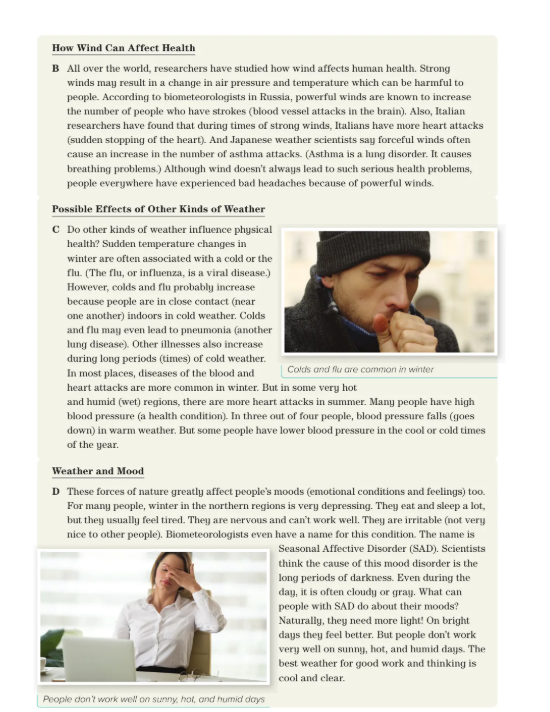 How Wind Can Affect Health
B All over the world, researchers have studied how wind affects human health. Strong
winds may result in a change in air pressure and temperature which can be harmful to
people. According to biometeorologists in Russia, powerful winds are known to increase
the number of people who have strokes (blood vessel attacks in the brain). Also, Italian
researchers have found that during times of strong winds, Italians have more heart attacks
(sudden stopping of the heart). And Japanese weather scientists say forceful winds often
cause an increase in the number of asthma attacks. (Asthma is a lung disorder. It causes
breathing problems.) Although wind doesn't always lead to such serious health problems,
people everywhere have experienced bad headaches because of powerful winds.
Possible Effects of Other Kinds of Weather
C Do other kinds of weather influence physical
health? Sudden temperature changes in
winter are often associated with a cold or the
flu. (The flu, or influenza, is a viral disease.)
However, colds and flu probably increase
because people are in close contact (near
one another) indoors in cold weather. Colds
and flu may even lead to pneumonia (another
lung disease). Other illnesses also increase
during long periods (times) of cold weather.
In most places, diseases of the blood and
heart attacks are more common in winter. But in some very hot
and humid (wet) regions, there are more heart attacks in summer. Many people have high
blood pressure (a health condition). In three out of four people, blood pressure falls (goes
down) in warm weather. But some people have lower blood pressure in the cool or cold times
of the year.
Colds and flu are common in winter
Weather and Mood
D These forces of nature greatly affect people's moods (emotional conditions and feelings) too.
For many people, winter in the northern regions is very depressing. They eat and sleep a lot,
but they usually feel tired. They are nervous and can't work well. They are irritable (not very
nice to other people). Biometeorologists even have a name for this condition. The name is
Seasonal Affective Disorder (SAD). Scientists
think the cause of this mood disorder is the
long periods of darkness. Even during the
day, it is often cloudy or gray. What can
people with SAD do about their moods?
Naturally, they need more light! On bright
days they feel better. But people don't work
very well on sunny, hot, and humid days. The
best weather for good work and thinking is
cool and clear.
People don't work well on sunny, hot, and humid days